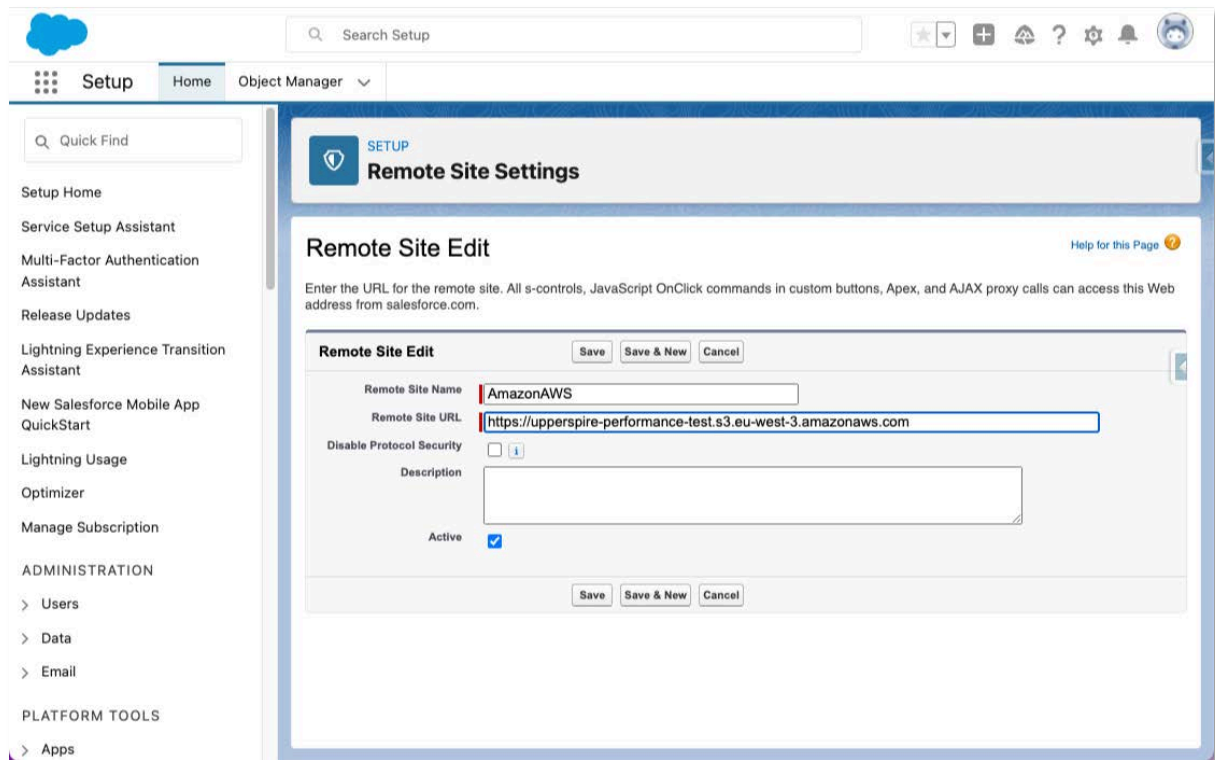 Search Setup
Setup
Home
Object Manager
Quick Find
Setup Home
Service Setup Assistant
Multi-Factor Authentication
Assistant
Release Updates
Lightning Experience Transition
Assistant
New Salesforce Mobile App
QuickStart
Lightning Usage
Optimizer
Manage Subscription
ADMINISTRATION
Users
Data
Email
PLATFORM TOOLS
Apps
SETUP
Remote Site Settings
Remote Site Edit
Help for this Page ?
Enter the URL for the remote site. All s-controls, JavaScript OnClick commands in custom buttons, Apex, and AJAX proxy calls can access this Web
address from salesforce.com.
Remote Site Edit
Save
Save & New
Cancel
Remote Site Name
AmazonAWS
Remote Site URL
https://upperspire-performance-test.s3.eu-west-3.amazonaws.com
Disable Protocol Security
i
Description
Active
Save
Save & New
Cancel